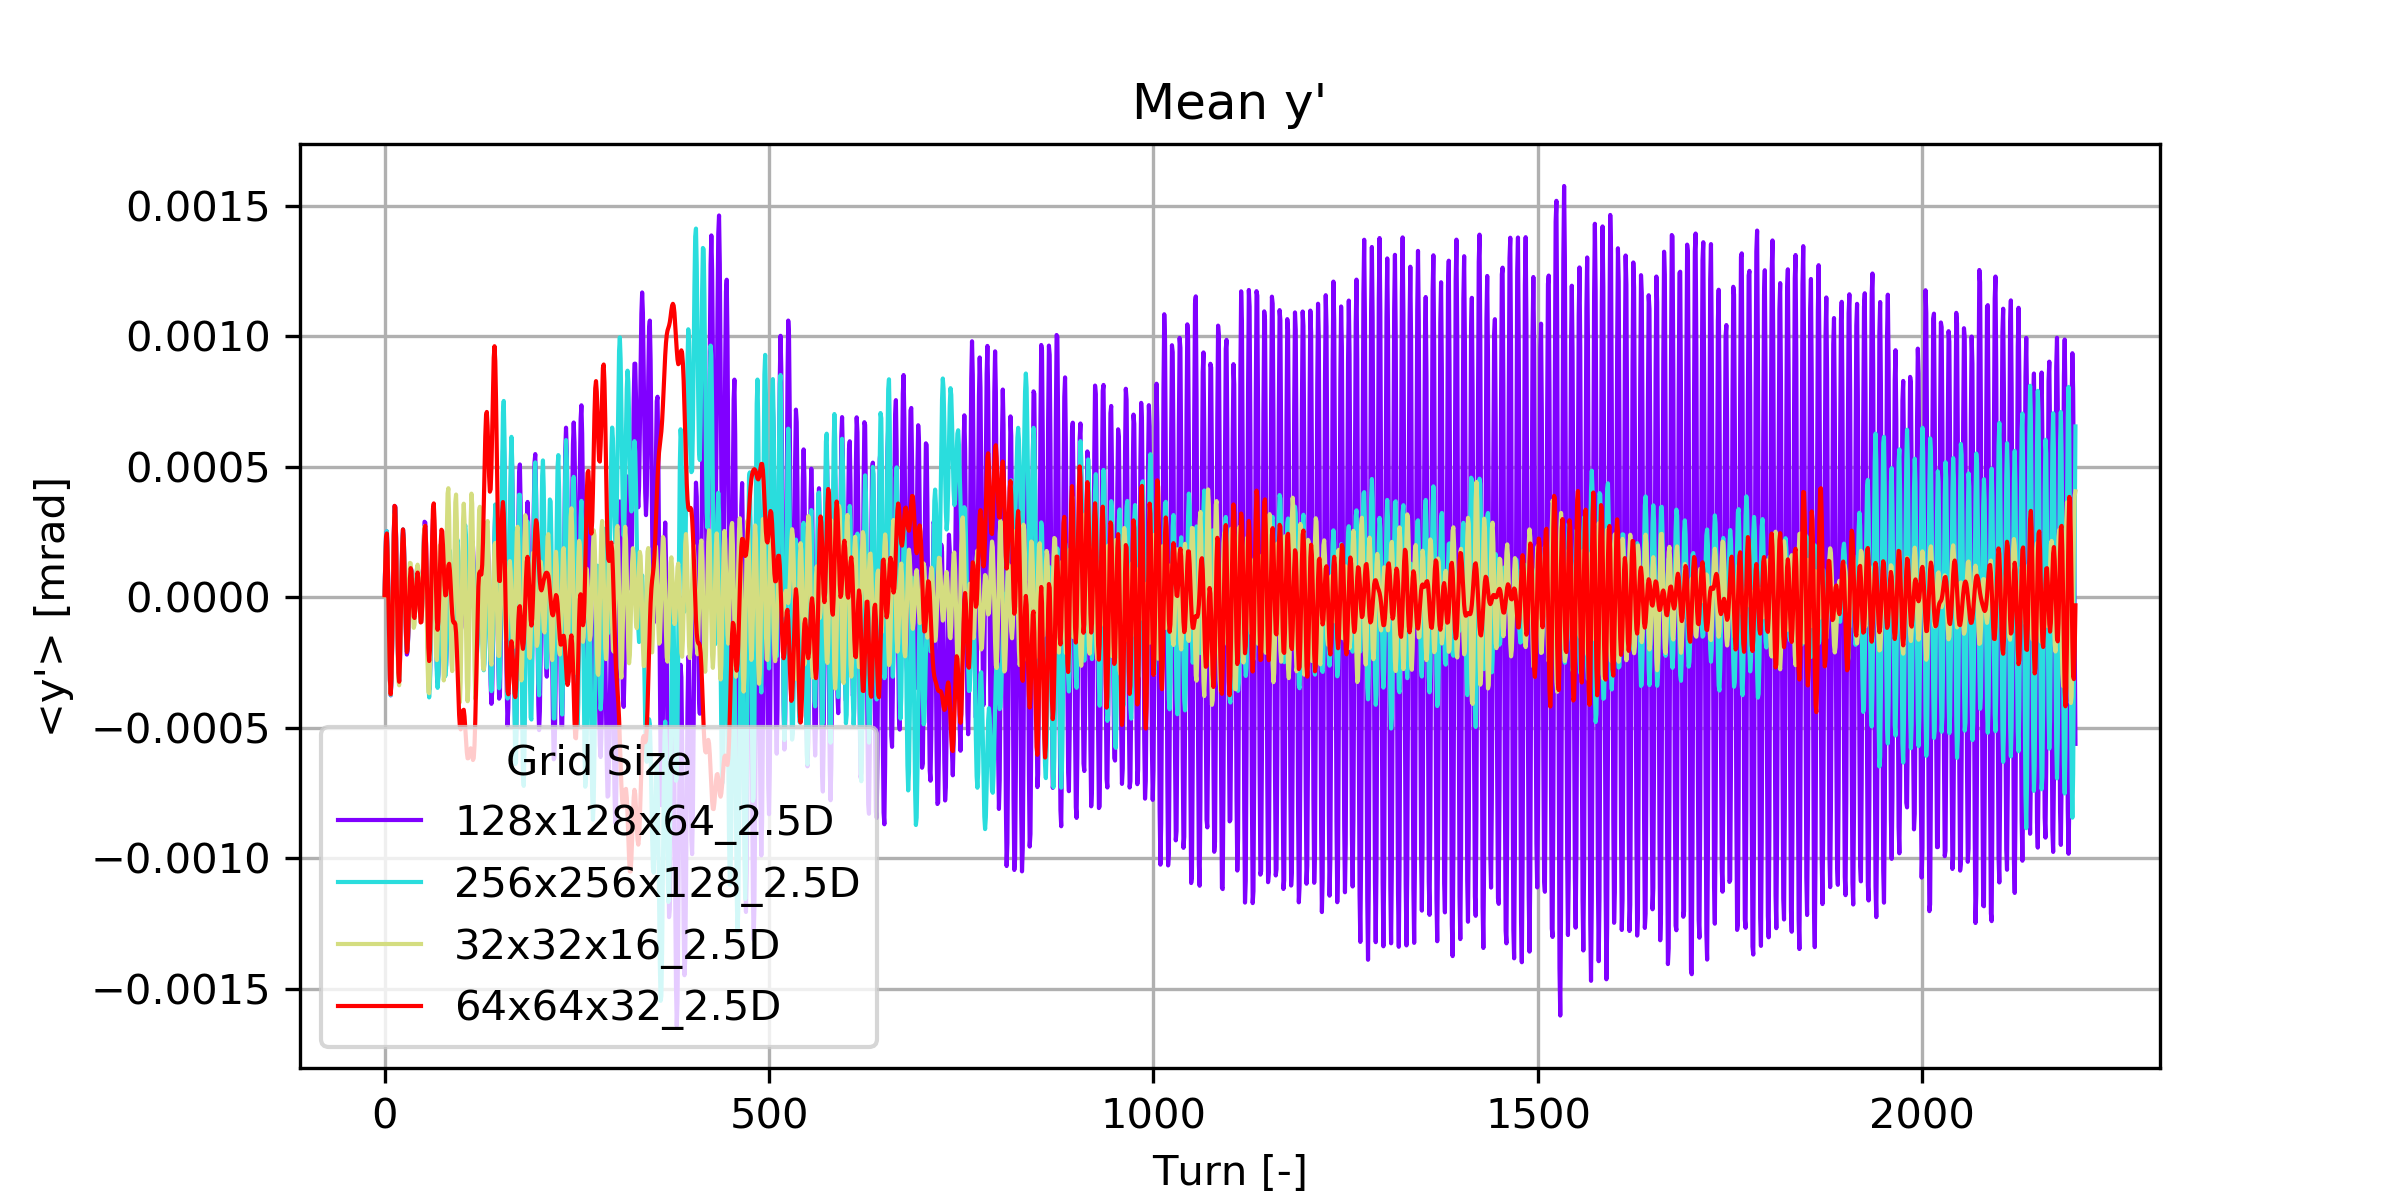 Mean y'
<y'> [mrad]
0.0015
0.0010
0.0005
0.0000
−0.0005
−0.0010
−0.0015
Grid Size
128x128x64_2.5D
256x256x128_2.5D
32x32x16_2.5D
64x64x32_2.5D
0 500 1000 1500 2000
Turn [-]